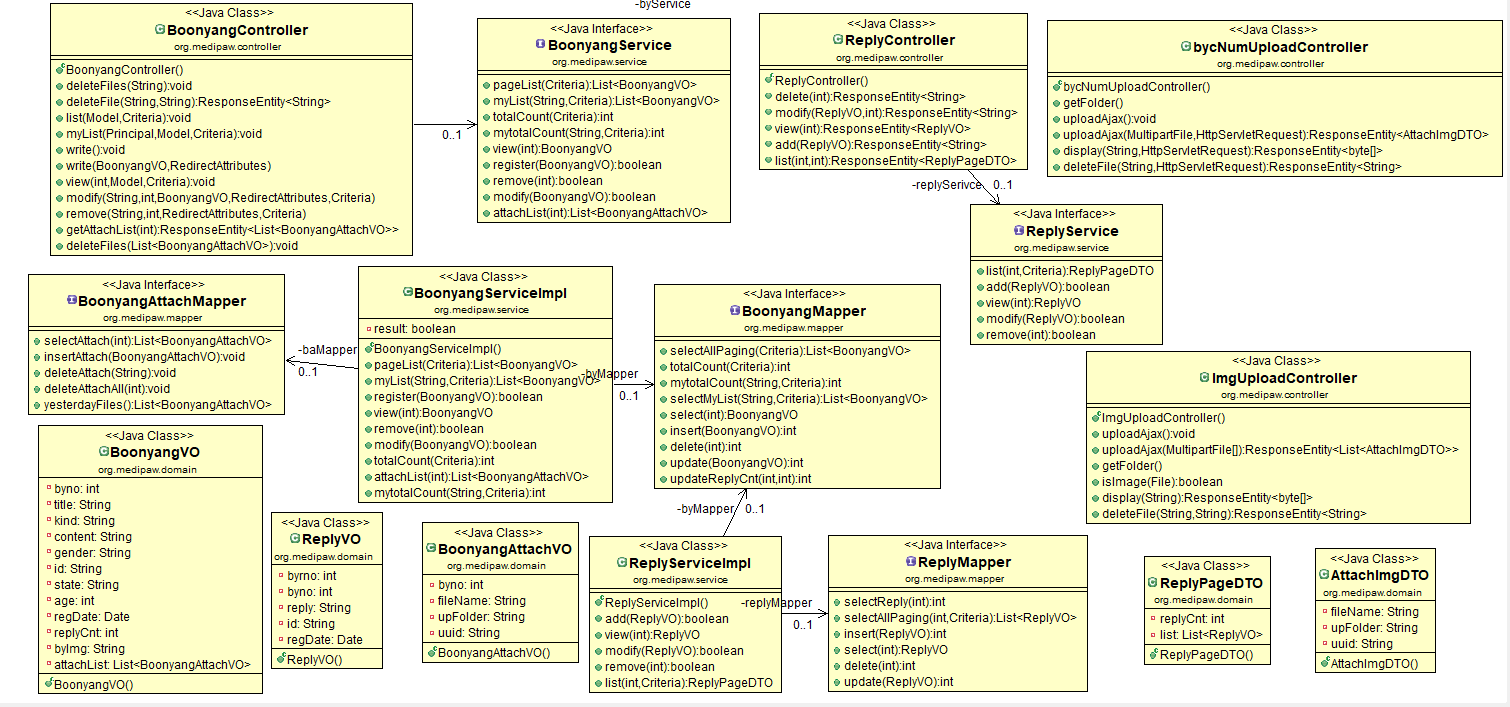 -byService
<<Java Class>>
BoonyangController
org.medipaw.controller
BoonyangController()
deleteFiles(String):void
deleteFile(String,String):ResponseEntity<String>
list(Model,Criteria):void
myList(Principal,Model,Criteria):void
write():void
write(BoonyangVO,RedirectAttributes)
view(int,Model,Criteria):void
modify(String,int,BoonyangVO,RedirectAttributes,Criteria)
remove(String,int,RedirectAttributes,Criteria)
getAttachList(int):ResponseEntity<List<BoonyangAttachVO>>
deleteFiles(List<BoonyangAttachVO>):void
0..1
<<Java Interface>>
BoonyangService
org.medipaw.service
pageList(Criteria):List<BoonyangVO>
myList(String,Criteria):List<BoonyangVO>
totalCount(Criteria):int
mytotalCount(String,Criteria):int
view(int):BoonyangVO
register(BoonyangVO):boolean
remove(int):boolean
modify(BoonyangVO):boolean
attachList(int):List<BoonyangAttachVO>
<<Java Class>>
ReplyController
org.medipaw.controller
ReplyController()
delete(int):ResponseEntity<String>
modify(ReplyVO,int):ResponseEntity<String>
view(int):ResponseEntity<ReplyVO>
add(ReplyVO):ResponseEntity<String>
list(int,int):ResponseEntity<ReplyPageDTO>
-replySerivce
0..1
<<Java Class>>
bycNumUploadController
org.medipaw.controller
bycNumUploadController()
getFolder()
uploadAjax():void
uploadAjax(MultipartFile,HttpServletRequest):ResponseEntity<AttachImgDTO>
display(String,HttpServletRequest):ResponseEntity<byte[]>
deleteFile(String,HttpServletRequest):ResponseEntity<String>
<<Java Interface>>
ReplyService
org.medipaw.service
list(int,Criteria):ReplyPageDTO
add(ReplyVO):boolean
view(int):ReplyVO
modify(ReplyVO):boolean
remove(int):boolean
<<Java Interface>>
BoonyangAttachMapper
org.medipaw.mapper
selectAttach(int):List<BoonyangAttachVO>
insertAttach(BoonyangAttachVO):void
deleteAttach(String):void
deleteAttachAll(int):void
yesterdayFiles():List<BoonyangAttachVO>
-baMapper
0..1
<<Java Class>>
BoonyangServiceImpl
org.medipaw.service
result: boolean
BoonyangServiceImpl()
pageList(Criteria):List<BoonyangVO>
myList(String,Criteria):List<BoonyangVO>
register(BoonyangVO):boolean
view(int):BoonyangVO
remove(int):boolean
modify(BoonyangVO):boolean
totalCount(Criteria):int
attachList(int):List<BoonyangAttachVO>
mytotalCount(String,Criteria):int
-byMapper
0..1
<<Java Interface>>
BoonyangMapper
org.medipaw.mapper
selectAllPaging(Criteria):List<BoonyangVO>
totalCount(Criteria):int
mytotalCount(String,Criteria):int
selectMyList(String,Criteria):List<BoonyangVO>
select(int):BoonyangVO
insert(BoonyangVO):int
delete(int):int
update(BoonyangVO):int
updateReplyCnt(int,int):int
-byMapper
0..1
<<Java Class>>
ImgUploadController
org.medipaw.controller
ImgUploadController()
uploadAjax():void
uploadAjax(MultipartFile[]):ResponseEntity<List<AttachImgDTO>>
getFolder()
isImage(File):boolean
display(String):ResponseEntity<byte[]>
deleteFile(String,String):ResponseEntity<String>
<<Java Class>>
BoonyangVO
org.medipaw.domain
byno: int
title: String
kind: String
content: String
gender: String
id: String
state: String
age: int
regDate: Date
replyCnt: int
byImg: String
attachList: List<BoonyangAttachVO>
BoonyangVO()
<<Java Class>>
ReplyVO
org.medipaw.domain
byrno: int
byno: int
reply: String
id: String
regDate: Date
ReplyVO()
<<Java Class>>
BoonyangAttachVO
org.medipaw.domain
byno: int
fileName: String
upFolder: String
uuid: String
BoonyangAttachVO()
<<Java Class>>
ReplyServiceImpl
org.medipaw.service
ReplyServiceImpl()
add(ReplyVO):boolean
view(int):ReplyVO
modify(ReplyVO):boolean
remove(int):boolean
list(int,Criteria):ReplyPageDTO
-replyMapper
0..1
<<Java Interface>>
ReplyMapper
org.medipaw.mapper
selectReply(int):int
selectAllPaging(int,Criteria):List<ReplyVO>
insert(ReplyVO):int
select(int):ReplyVO
delete(int):int
update(ReplyVO):int
<<Java Class>>
ReplyPageDTO
org.medipaw.domain
replyCnt: int
list: List<ReplyVO>
ReplyPageDTO()
<<Java Class>>
AttachImgDTO
org.medipaw.domain
fileName: String
upFolder: String
uuid: String
AttachImgDTO()